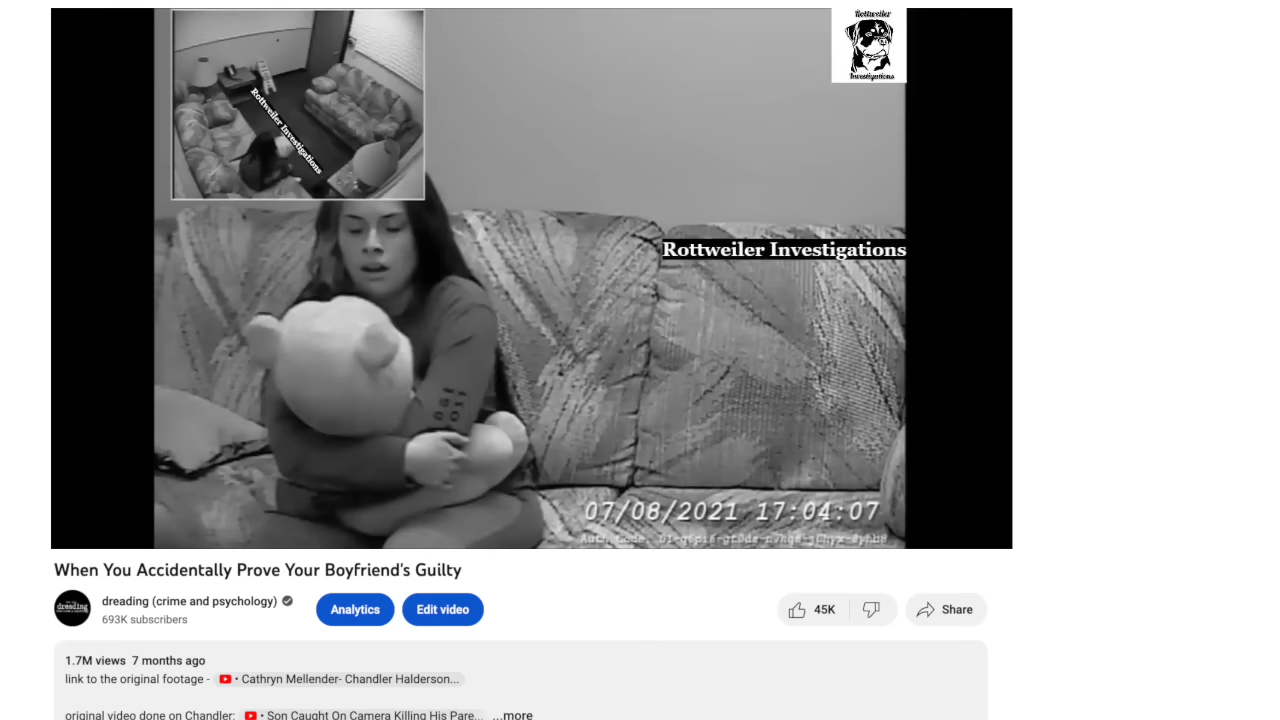 Rottweiler
Investigations
Rottweiler Investigations
Rottweiler Investigations
07/08/2021 17:04:07
Auth Code:
When You Accidentally Prove Your Boyfriend's Guilty
dreading (crime and psychology)
693K subscribers
dreading
Analytics
Edit video
45K
Share
1.7M views 7 months ago
link to the original footage - • Cathryn Mellender- Chandler Halderson...
original video done on Chandler: • Son Caught On Camera Killing His Pare... ...more